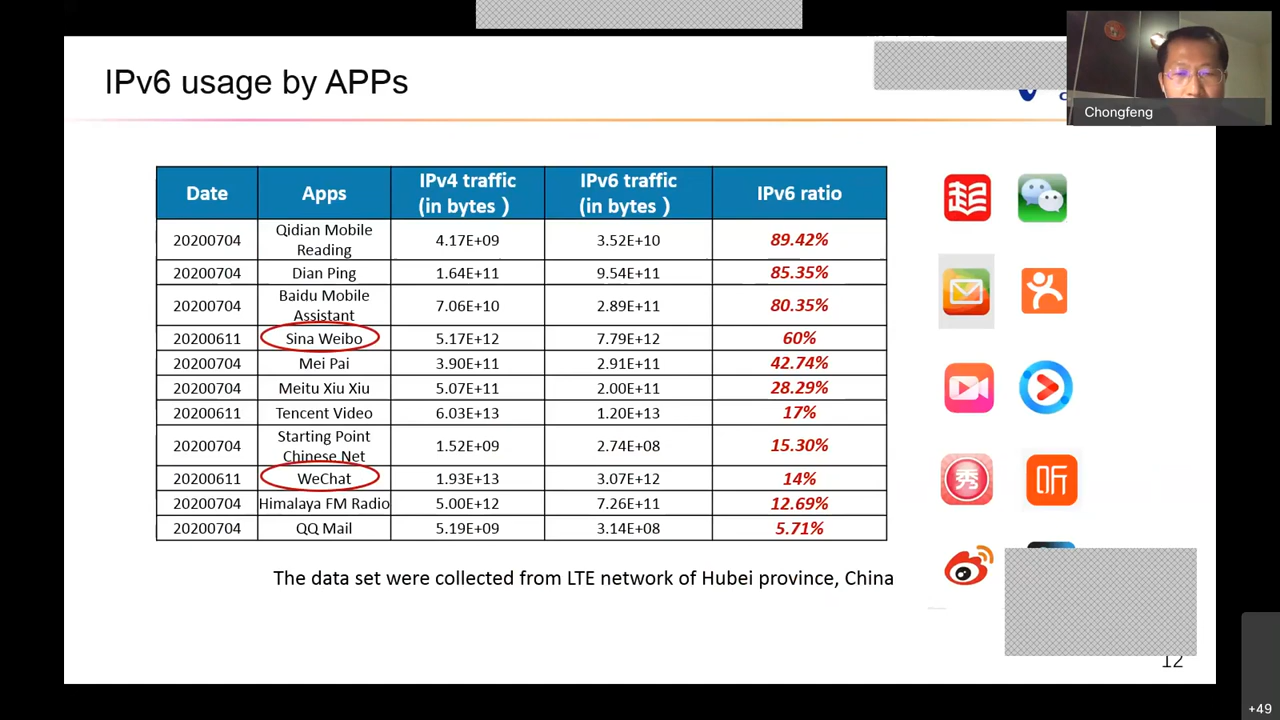 IPv6 usage by APPs
Chongfeng
Date Apps IPv4 traffic (in bytes ) IPv6 traffic (in bytes ) IPv6 ratio
20200704 Qidian Mobile Reading 4.17E+09 3.52E+10 89.42%
20200704 Dian Ping 1.64E+11 9.54E+11 85.35%
20200704 Baidu Mobile Assistant 7.06E+10 2.89E+11 80.35%
20200611 Sina Weibo 5.17E+12 7.79E+12 60%
20200704 Mei Pai 3.90E+11 2.91E+11 42.74%
20200704 Meitu Xiu Xiu 5.07E+11 2.00E+11 28.29%
20200611 Tencent Video 6.03E+13 1.20E+13 17%
20200704 Starting Point Chinese Net 1.52E+09 2.74E+08 15.30%
20200611 WeChat 1.93E+13 3.07E+12 14%
20200704 Himalaya FM Radio 5.00E+12 7.26E+11 12.69%
20200704 QQ Mail 5.19E+09 3.14E+08 5.71%
秀
听
The data set were collected from LTE network of Hubei province, China
12
+49